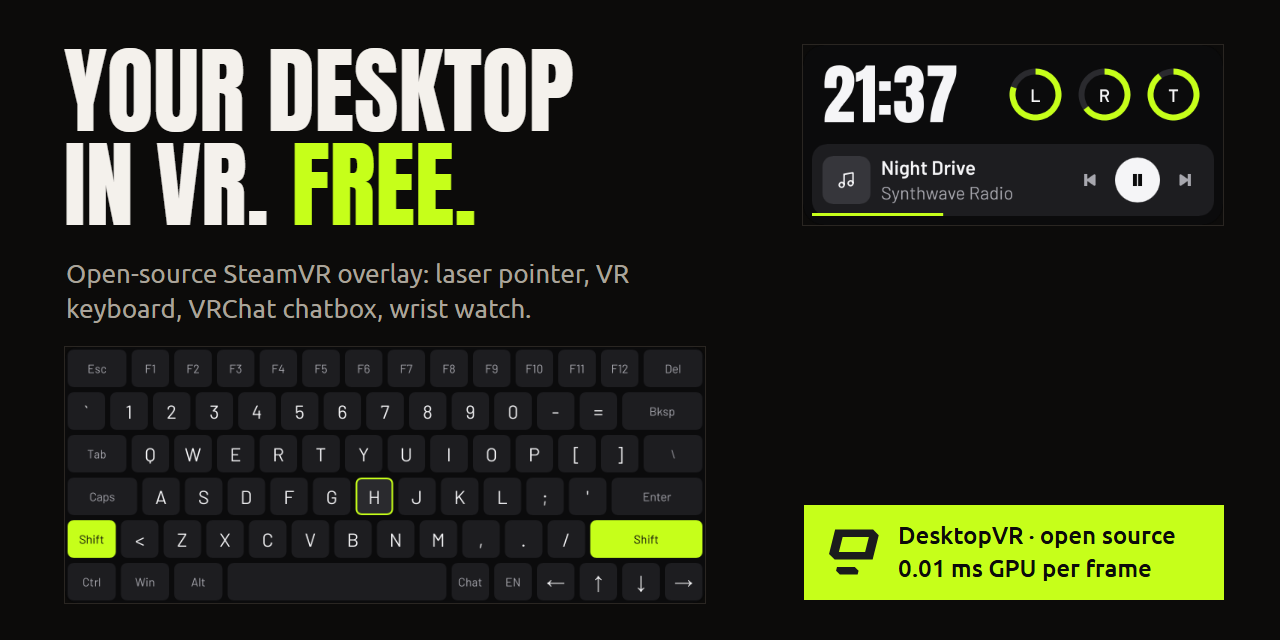 YOUR DESKTOP
IN VR. FREE.
Open-source SteamVR overlay: laser pointer, VR
keyboard, VRChat chatbox, wrist watch.
21:37 L R T
Night Drive
Synthwave Radio
Esc F1 F2 F3 F4 F5 F6 F7 F8 F9 F10 F11 F12 Del
` 1 2 3 4 5 6 7 8 9 0 - = Bksp
Tab Q W E R T Y U I O P [ ] \
Caps A S D F G H J K L ; ' Enter
Shift < Z X C V B N M , . / Shift
Ctrl Win Alt Chat EN ← ↑ ↓ →
DesktopVR · open source
0.01 ms GPU per frame